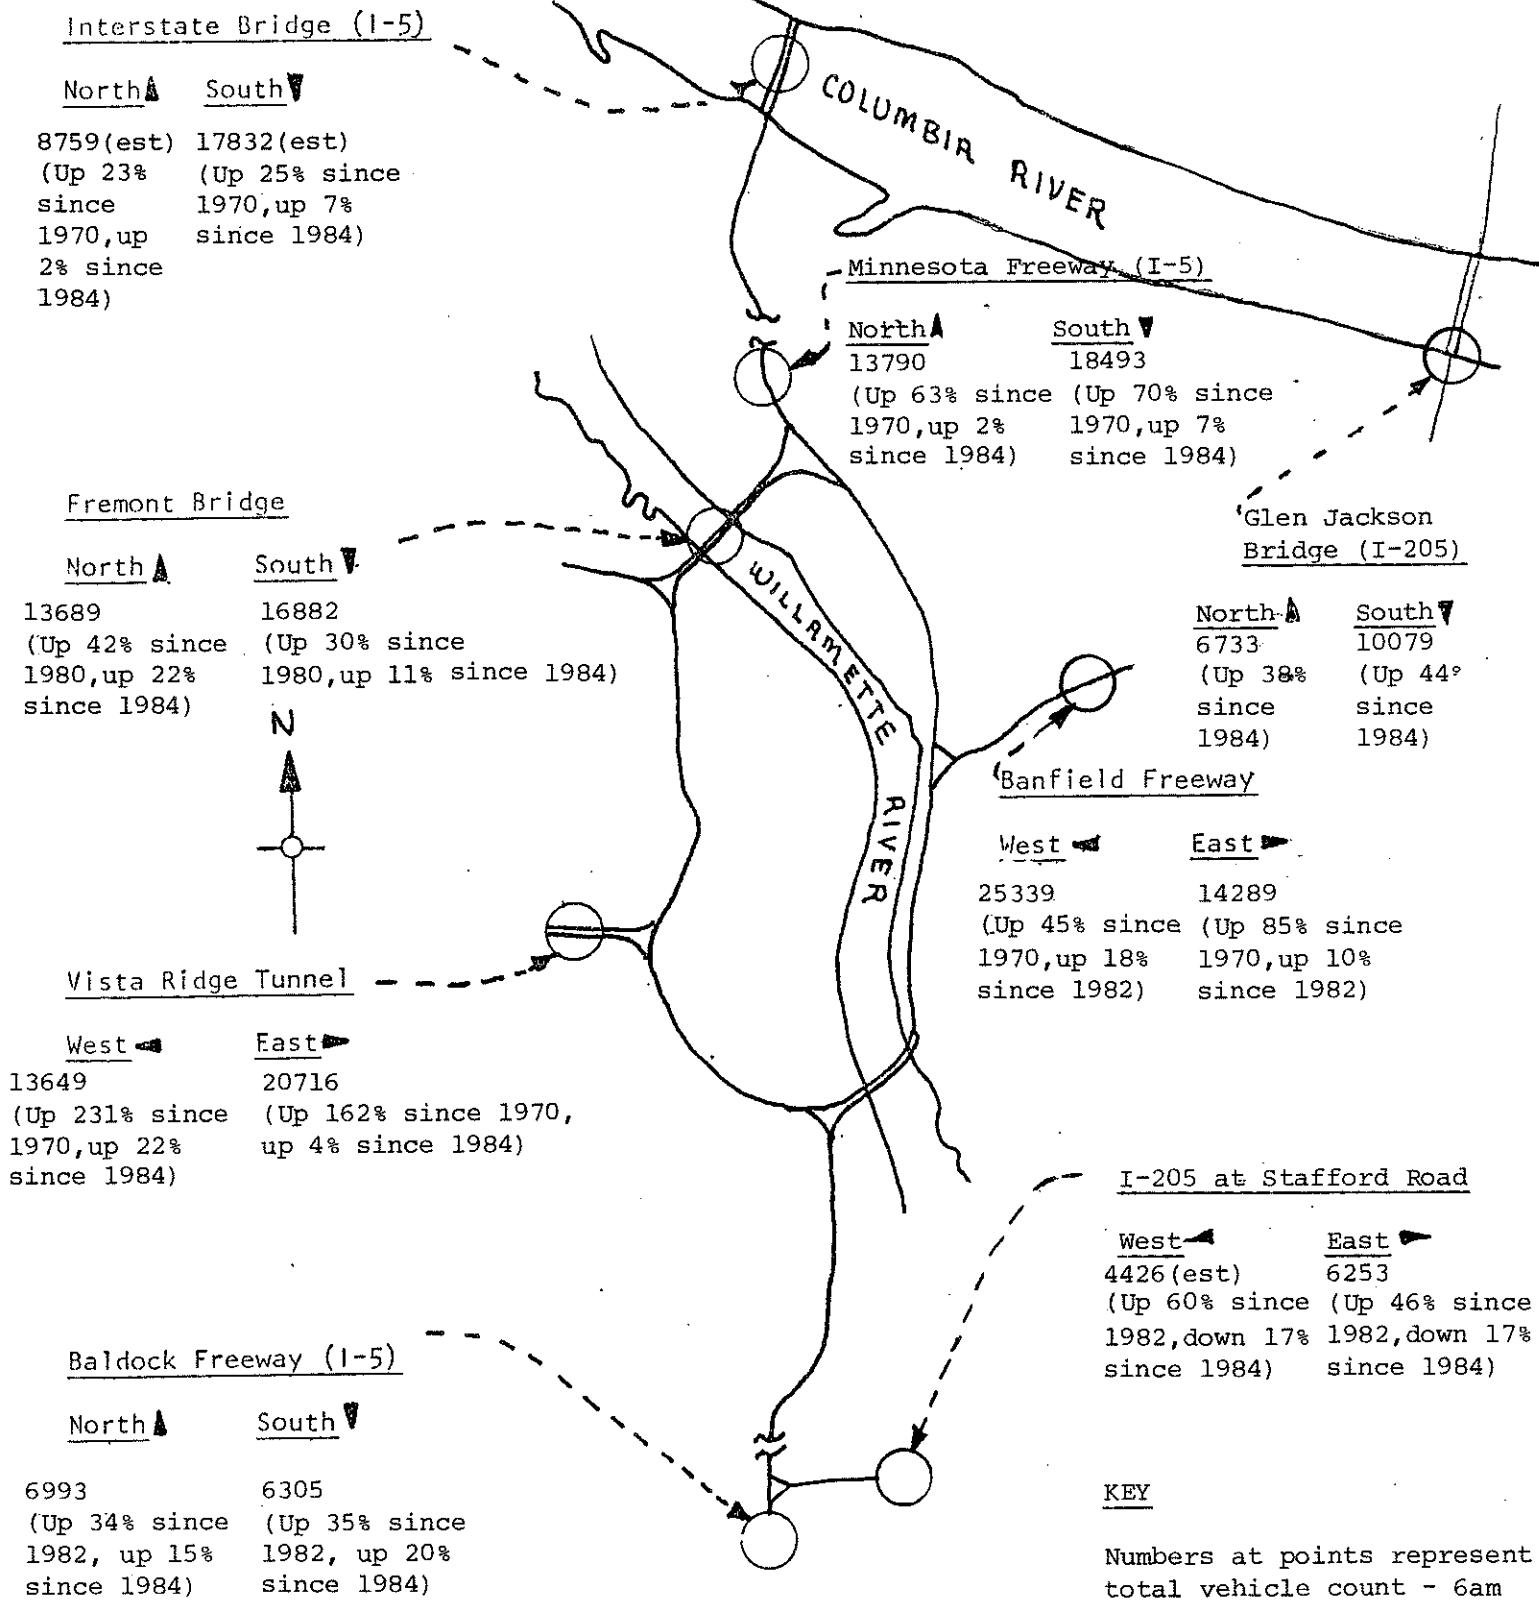 Interstate Bridge (I-5)
North South
8759(est) 17832(est)
(Up 23% (Up 25% since
since 1970,up 7%
1970,up since 1984)
2% since
1984)
COLUMBIA RIVER
Minnesota Freeway (I-5)
North South
13790 18493
(Up 63% since (Up 70% since
1970,up 2% 1970,up 7%
since 1984) since 1984)
Fremont Bridge
North South
13689 16882
(Up 42% since (Up 30% since
1980,up 22% 1980,up 11% since 1984)
since 1984)
N
WILLAMETTE RIVER
Glen Jackson
Bridge (I-205)
North South
6733 10079
(Up 38% (Up 44%
since since
1984) 1984)
Banfield Freeway
West East
25339 14289
(Up 45% since (Up 85% since
1970,up 18% 1970,up 10%
since 1982) since 1982)
Vista Ridge Tunnel
West East
13649 20716
(Up 231% since (Up 162% since 1970,
1970,up 22% up 4% since 1984)
since 1984)
I-205 at Stafford Road
West East
4426(est) 6253
(Up 60% since (Up 46% since
1982,down 17% 1982,down 17%
since 1984) since 1984)
Baldock Freeway (I-5)
North South
6993 6305
(Up 34% since (Up 35% since
1982, up 15% 1982, up 20%
since 1984) since 1984)
KEY
Numbers at points represent
total vehicle count - 6am